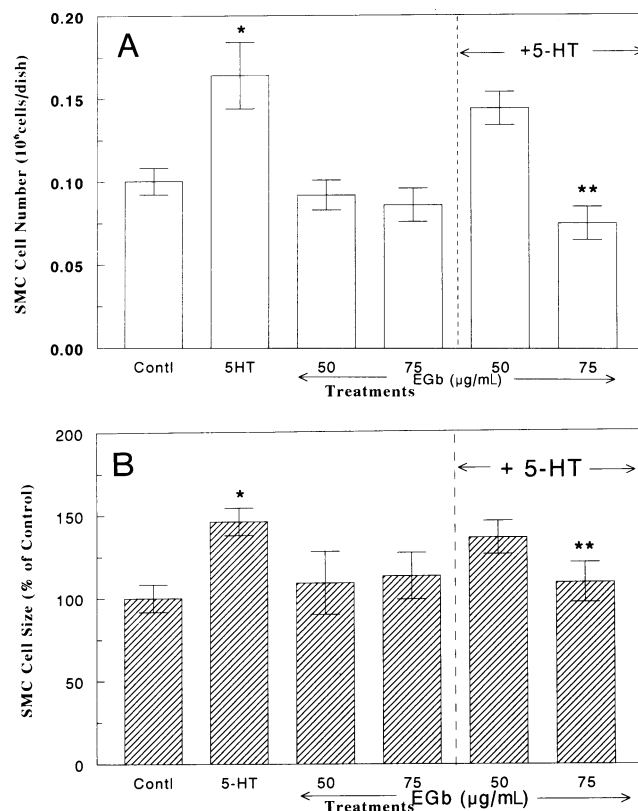 A
*
+5-HT
**
SMC Cell Number (10⁶cells/dish)
0.20
0.15
0.10
0.05
0.00
Contl 5HT 50 75 50 75
EGb (µg/mL)
Treatments
B
*
+ 5-HT
**
SMC Cell Size (% of Control)
200
150
100
50
0
Contl 5-HT 50 75 50 75
EGb (µg/mL)
Treatments